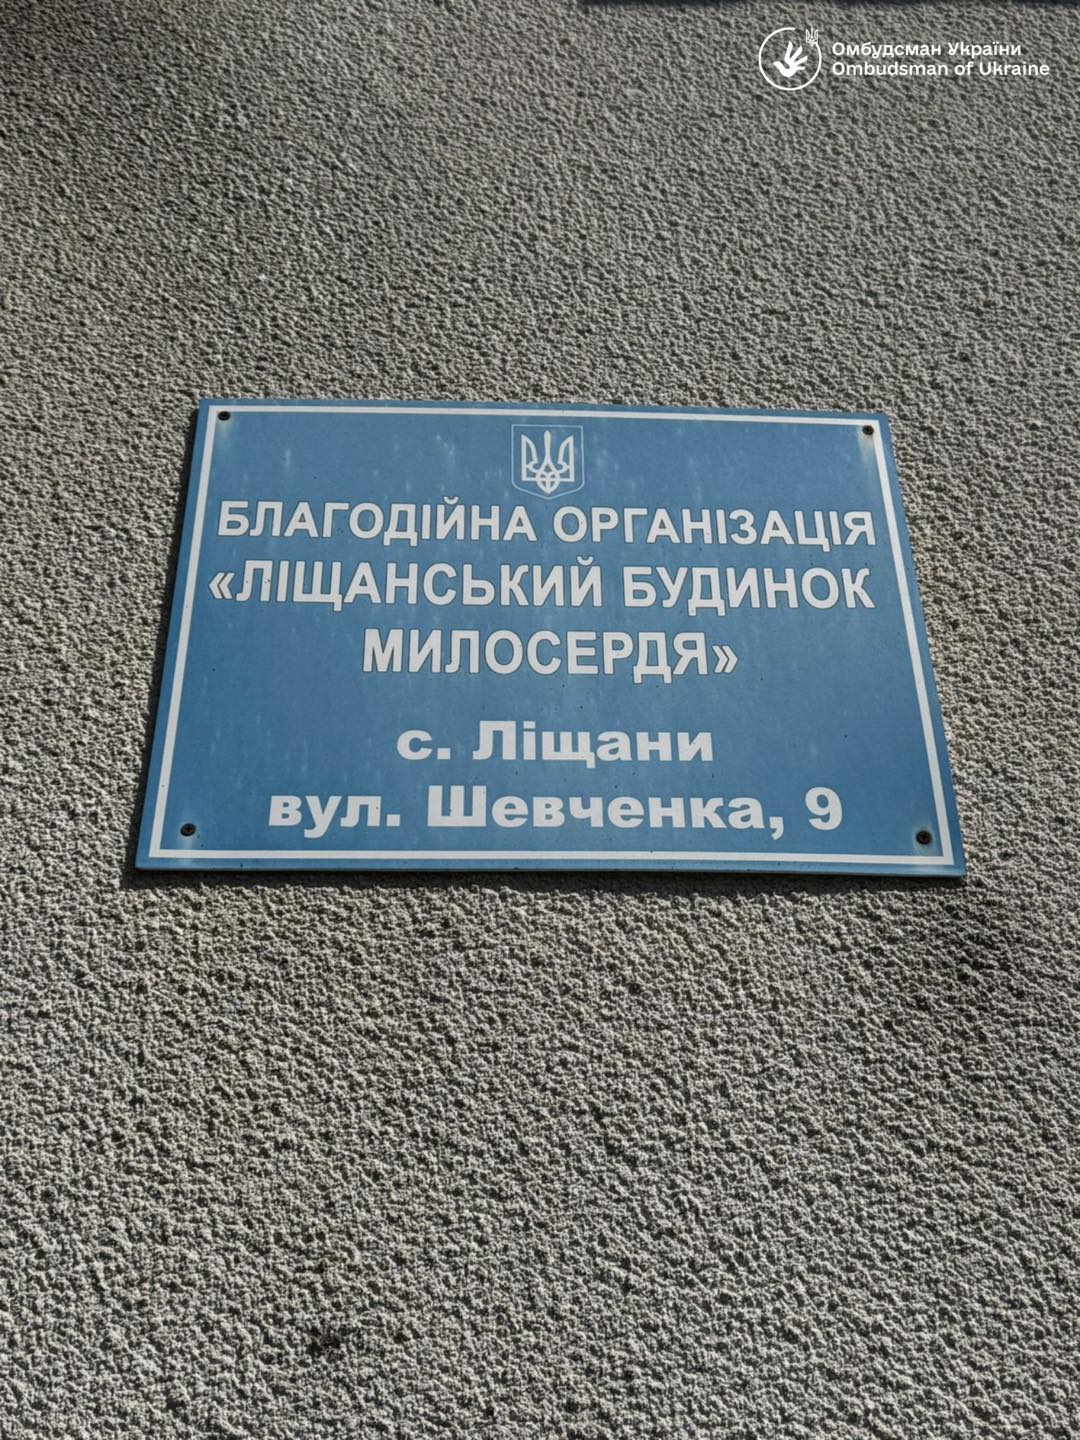 Омбудсман України
Ombudsman of Ukraine
БЛАГОДІЙНА ОРГАНІЗАЦІЯ
«ЛІЩАНСЬКИЙ БУДИНОК
МИЛОСЕРДЯ»
с. Ліщани
вул. Шевченка, 9